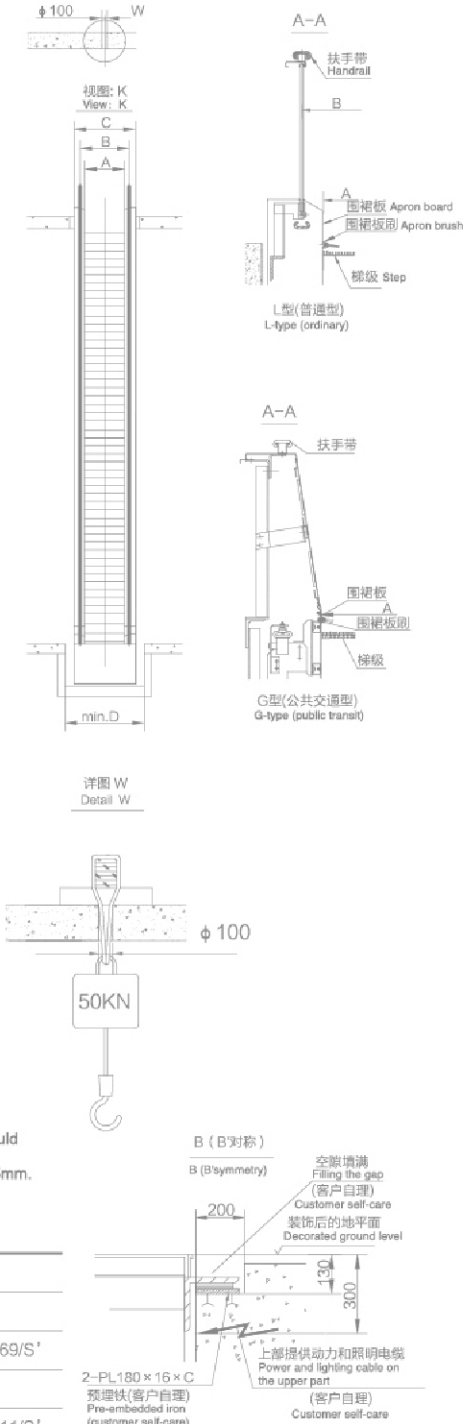 ϕ100 W
视图: K
View: K
C
B
A
min.D
A-A
扶手带
Handrail
B
A
围裙板 Apron board
围裙板刷 Apron brush
梯级 Step
L型(普通型)
L-type (ordinary)
A-A
扶手带
围裙板
A
围裙板刷
梯级
G型(公共交通型)
G-type (public transit)
详图 W
Detail W
ϕ100
50KN
uld
mm.
69/S'
B (B'对称)
B (B'symmetry)
空隙填满
Filling the gap
(客户自理)
Customer self-care
200
装饰后的地平面
Decorated ground level
130
300
上部提供动力和照明电缆
Power and lighting cable on
the upper part
(客户自理)
Customer self-care
2-PL180×16×C
预埋铁(客户自理)
Pre-embedded iron
(customer self-care)